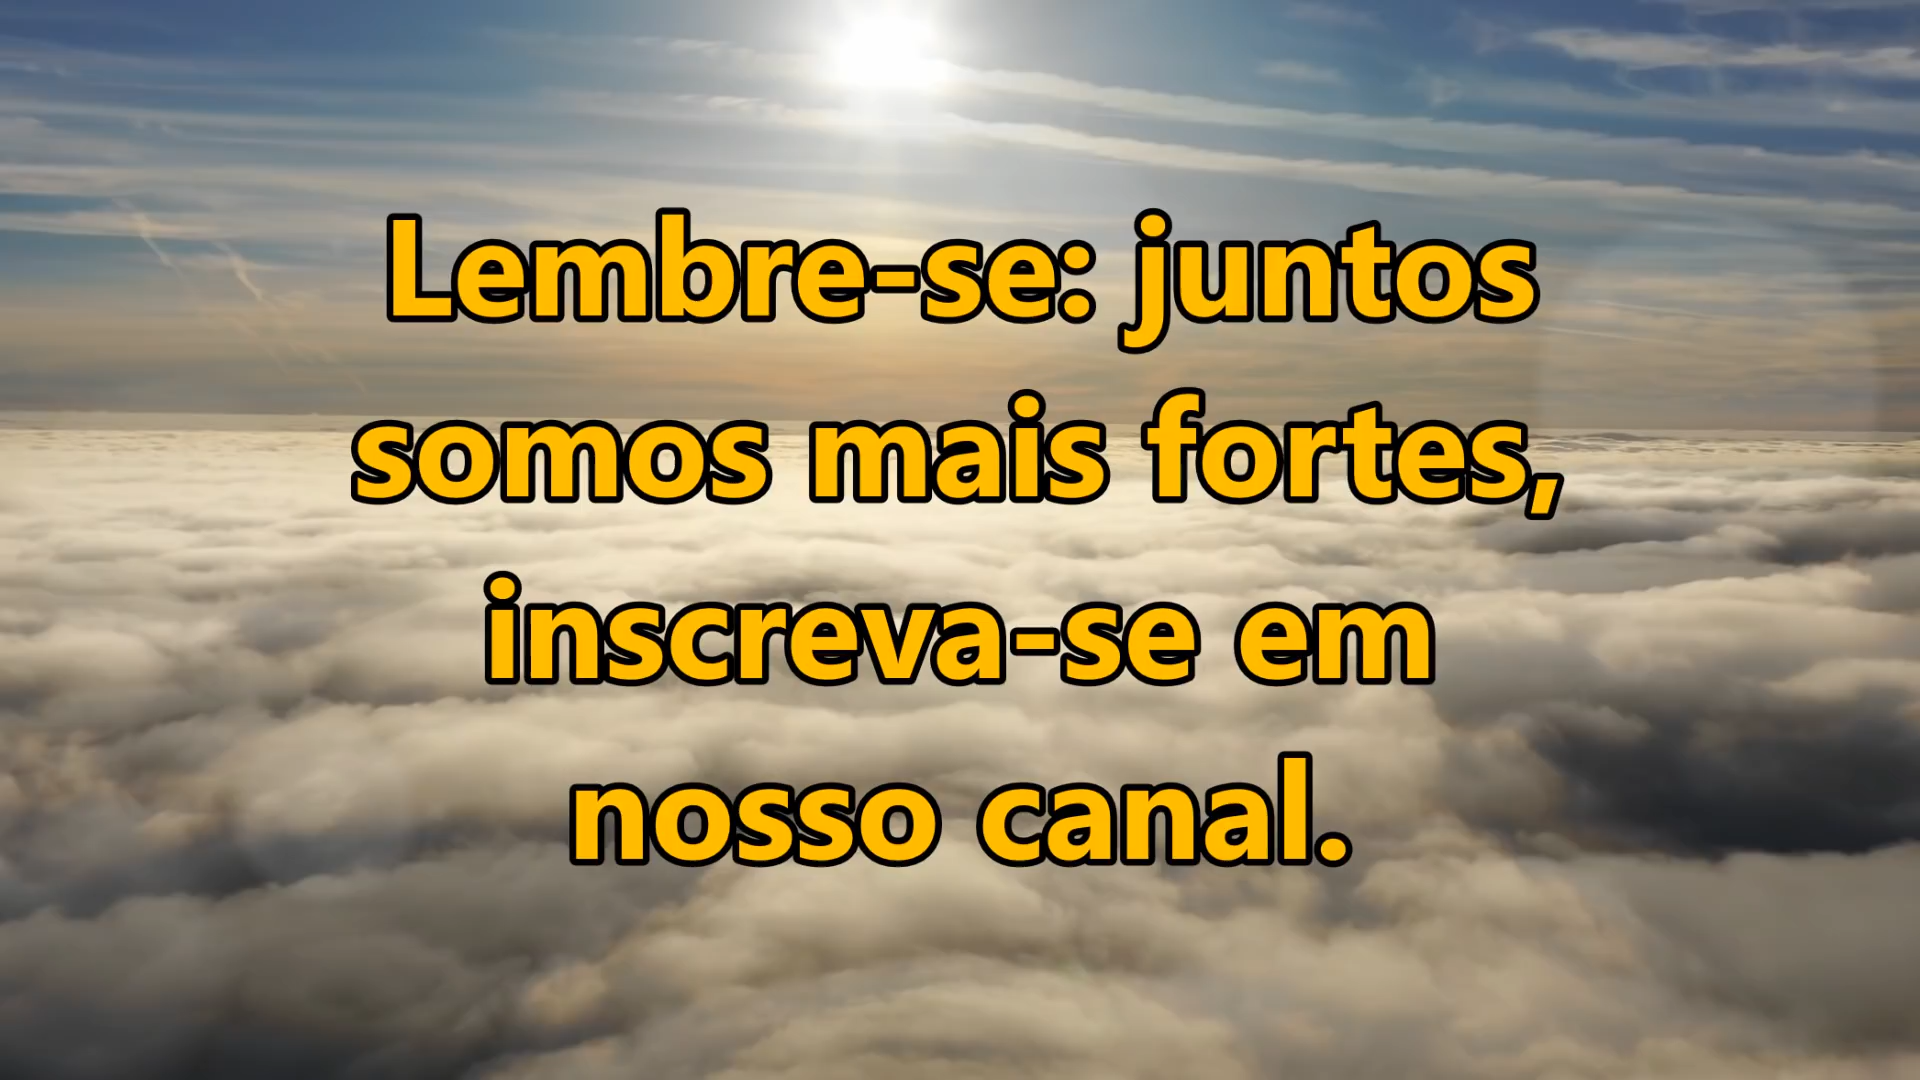 Lembre-se: juntos
somos mais fortes,
inscreva-se em
nosso canal.